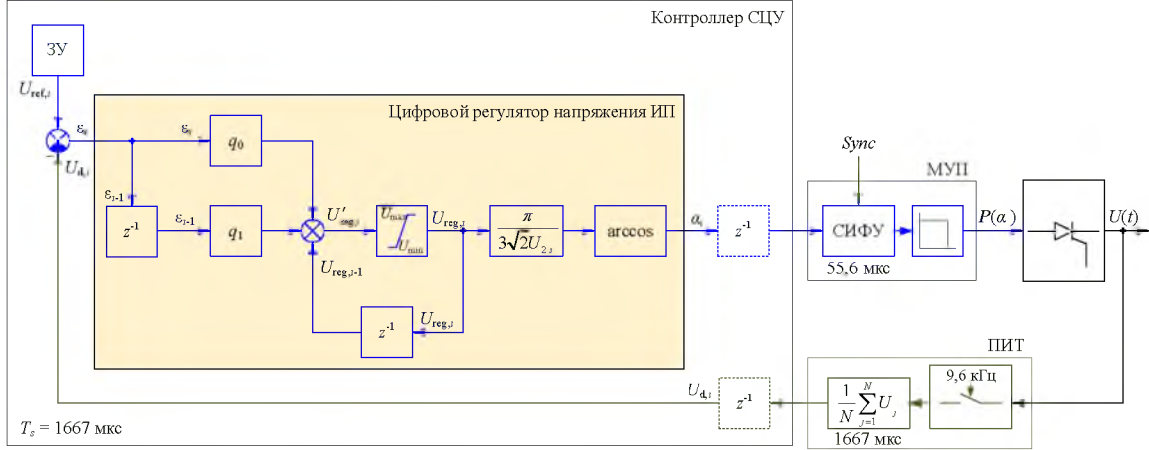 Контроллер СЦУ
ЗУ
U_ref,i
Цифровой регулятор напряжения ИП
ε_i
ε_i
q_0
U_d,i
Sync
МУП
ε_i-1
ε_i-1
U'_reg,i
U_max
U_min
U_reg,i
α_i
P(α)
U(t)
z^-1
q_1
π / 3√2U_2i
arccos
z^-1
СИФУ
55,6 мкс
U_reg,i-1
U_reg,i
z^-1
ПИТ
U_d,i
z^-1
1/N ∑_{j=1}^{N} U_j
9,6 кГц
1667 мкс
T_s = 1667 мкс